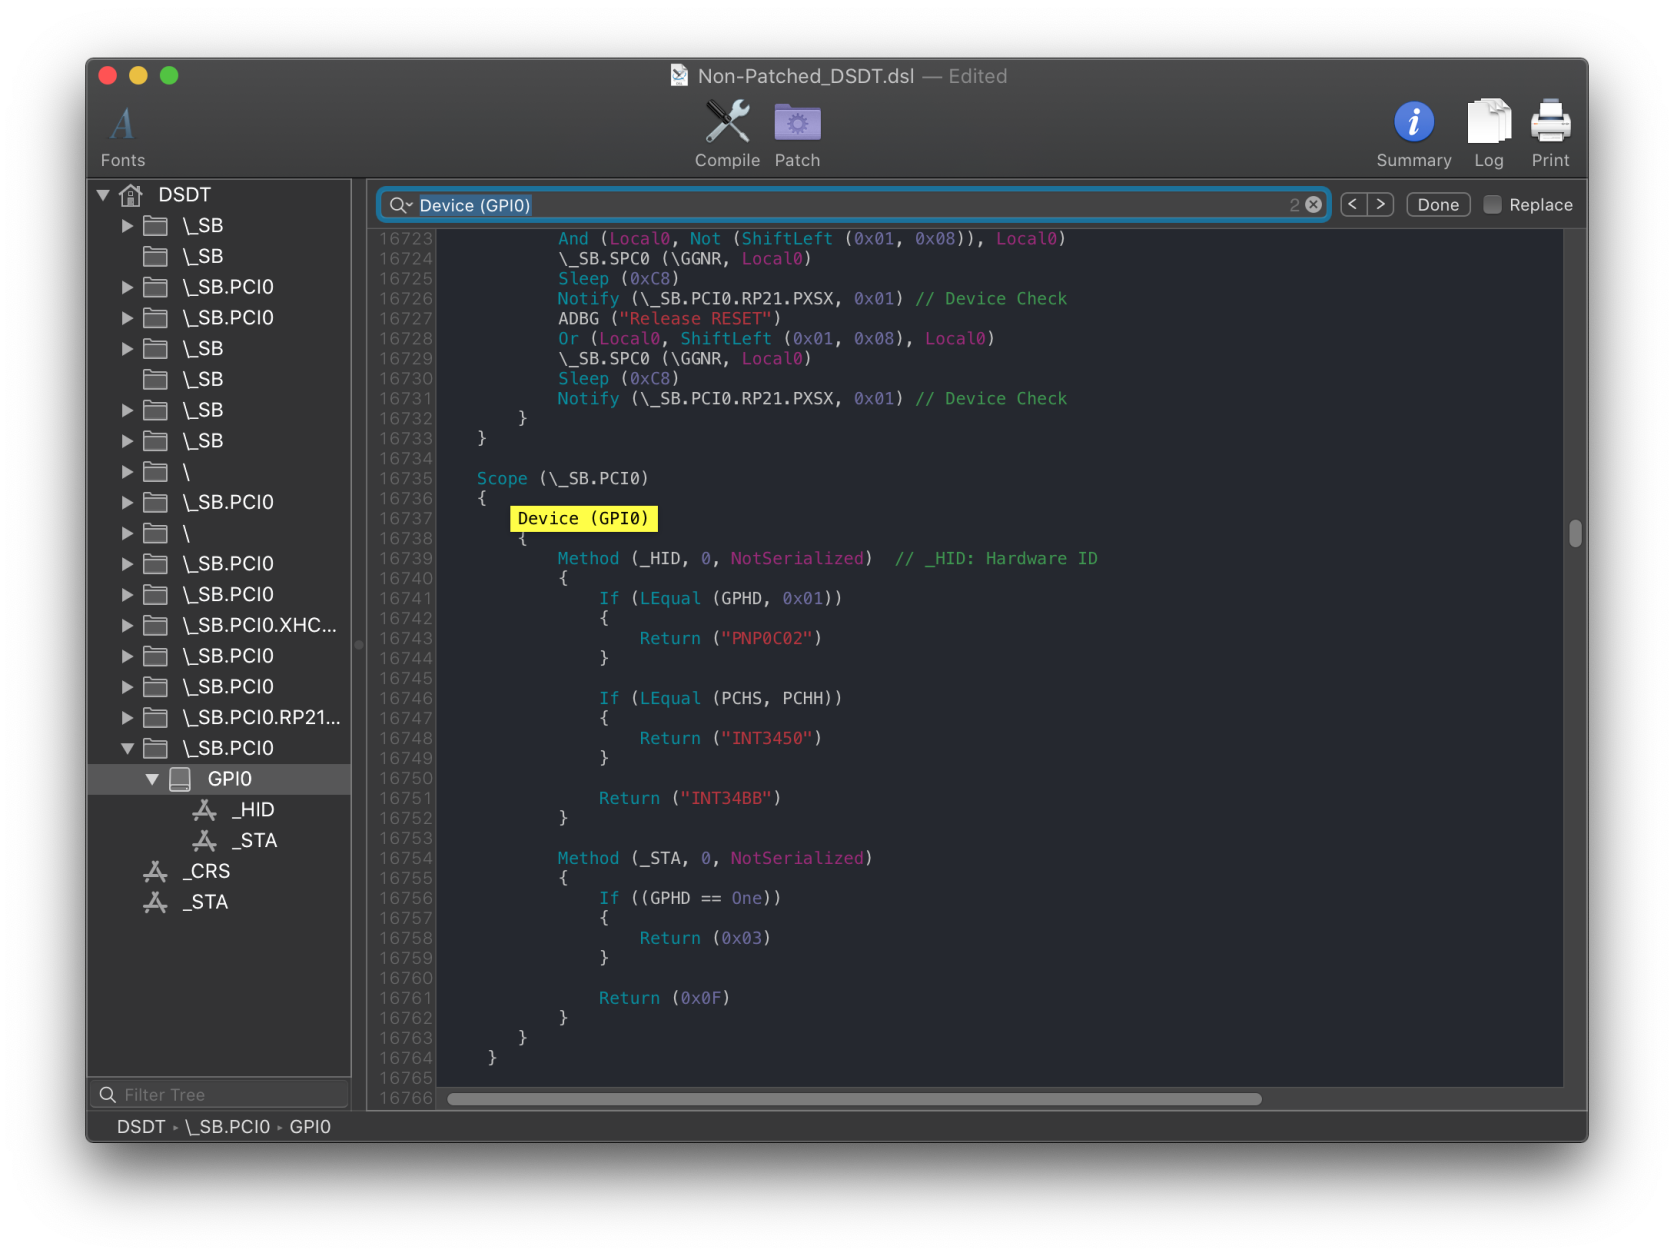 Non-Patched_DSDT.dsl — Edited
A
Fonts
Compile
Patch
i
Summary
Log
Print
DSDT
\_SB
\_SB
\_SB.PCI0
\_SB.PCI0
\_SB
\_SB
\_SB
\_SB
\
\_SB.PCI0
\
\_SB.PCI0
\_SB.PCI0
\_SB.PCI0.XHC...
\_SB.PCI0
\_SB.PCI0
\_SB.PCI0.RP21...
\_SB.PCI0
GPI0
_HID
_STA
_CRS
_STA
Filter Tree
DSDT
\_SB.PCI0
GPI0
Device (GPI0)
2
< >
Done
Replace
16723 And (Local0, Not (ShiftLeft (0x01, 0x08)), Local0)
16724 \_SB.SPC0 (\GGNR, Local0)
16725 Sleep (0xC8)
16726 Notify (\_SB.PCI0.RP21.PXSX, 0x01) // Device Check
16727 ADBG ("Release RESET")
16728 Or (Local0, ShiftLeft (0x01, 0x08), Local0)
16729 \_SB.SPC0 (\GGNR, Local0)
16730 Sleep (0xC8)
16731 Notify (\_SB.PCI0.RP21.PXSX, 0x01) // Device Check
16732 }
16733 }
16734
16735 Scope (\_SB.PCI0)
16736 {
16737 Device (GPI0)
16738 {
16739 Method (_HID, 0, NotSerialized) // _HID: Hardware ID
16740 {
16741 If (LEqual (GPHD, 0x01))
16742 {
16743 Return ("PNP0C02")
16744 }
16745
16746 If (LEqual (PCHS, PCHH))
16747 {
16748 Return ("INT3450")
16749 }
16750
16751 Return ("INT34BB")
16752 }
16753
16754 Method (_STA, 0, NotSerialized)
16755 {
16756 If ((GPHD == One))
16757 {
16758 Return (0x03)
16759 }
16760
16761 Return (0x0F)
16762 }
16763 }
16764 }
16765
16766